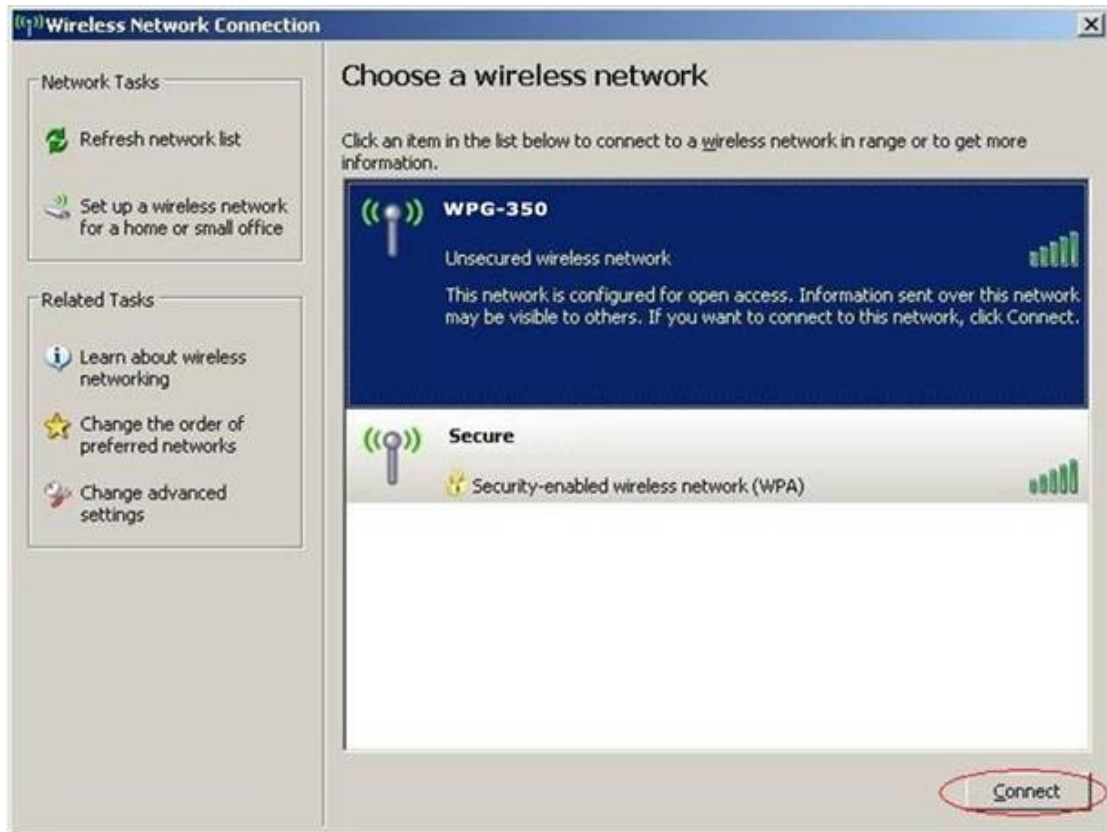 Wireless Network Connection
Network Tasks
Refresh network list
Set up a wireless network
for a home or small office
Related Tasks
Learn about wireless
networking
Change the order of
preferred networks
Change advanced
settings
Choose a wireless network
Click an item in the list below to connect to a wireless network in range or to get more
information.
WPG-350
Unsecured wireless network
This network is configured for open access. Information sent over this network
may be visible to others. If you want to connect to this network, click Connect.
Secure
Security-enabled wireless network (WPA)
Connect